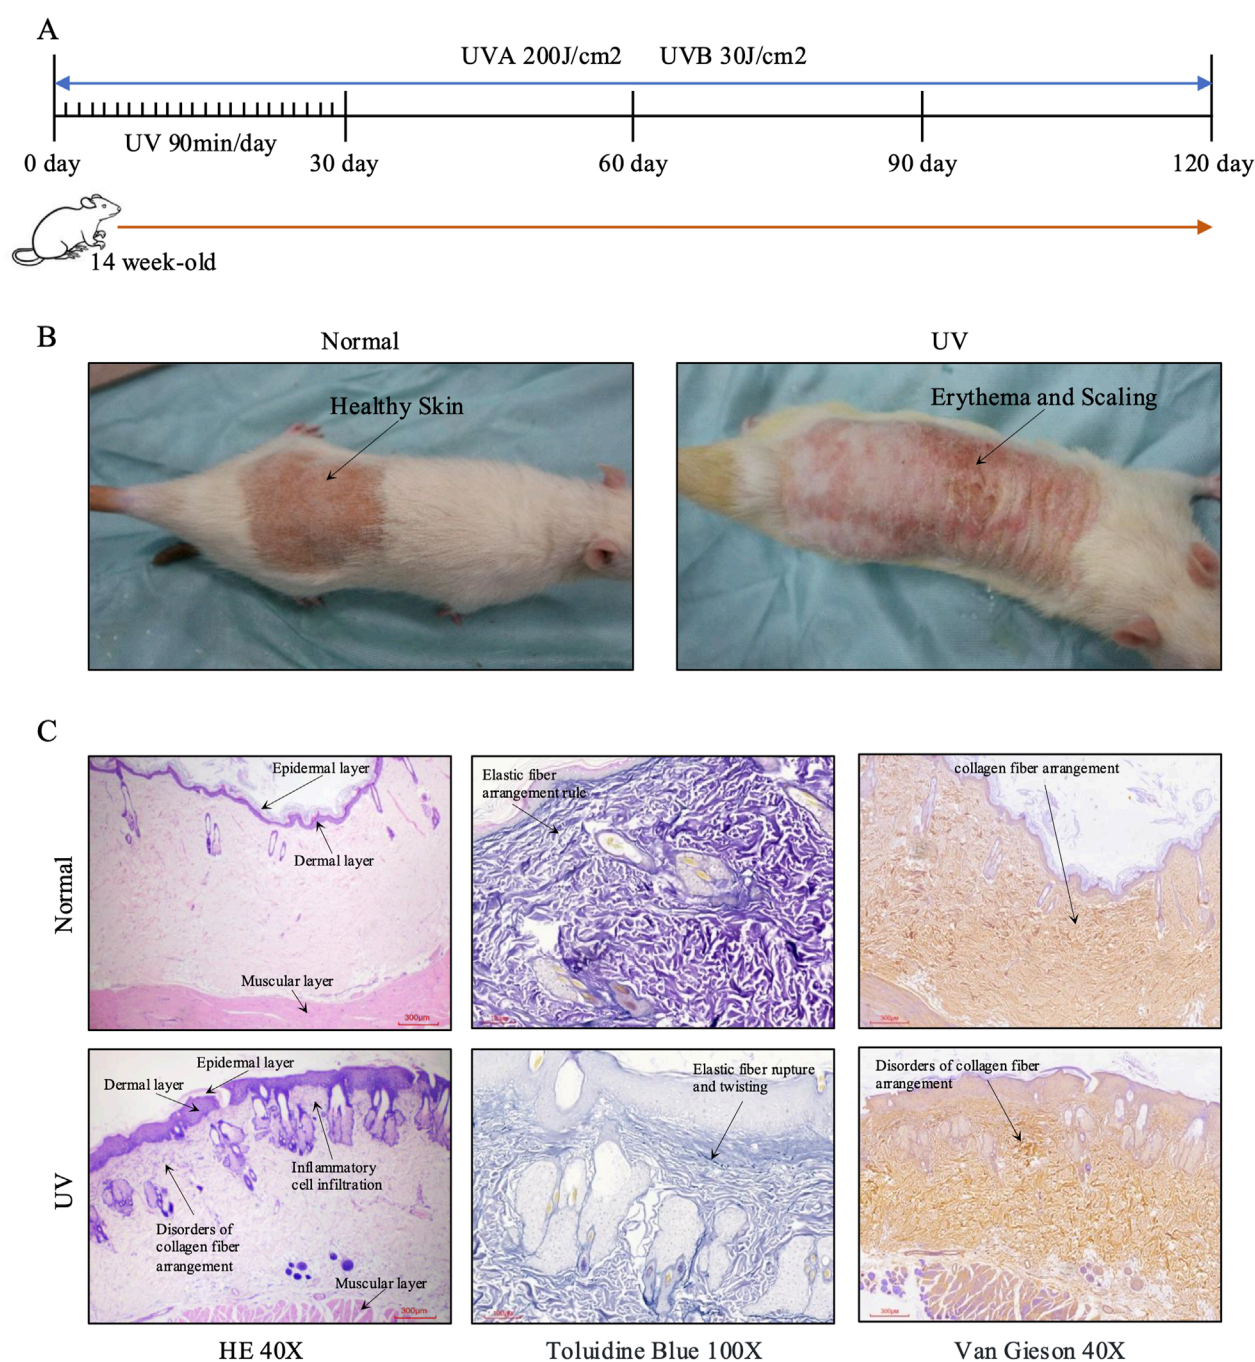 A
UVA 200J/cm2 UVB 30J/cm2
UV 90min/day
0 day 30 day 60 day 90 day 120 day
14 week-old
B
Normal UV
Healthy Skin
Erythema and Scaling
C
Normal
Epidermal layer
Dermal layer
Muscular layer
300μm
Elastic fiber
arrangement rule
collagen fiber arrangement
300μm
UV
Epidermal layer
Dermal layer
Inflammatory
cell infiltration
Disorders of
collagen fiber
arrangement
Muscular layer
300μm
Elastic fiber rupture
and twisting
Disorders of collagen fiber
arrangement
300μm
HE 40X Toluidine Blue 100X Van Gieson 40X